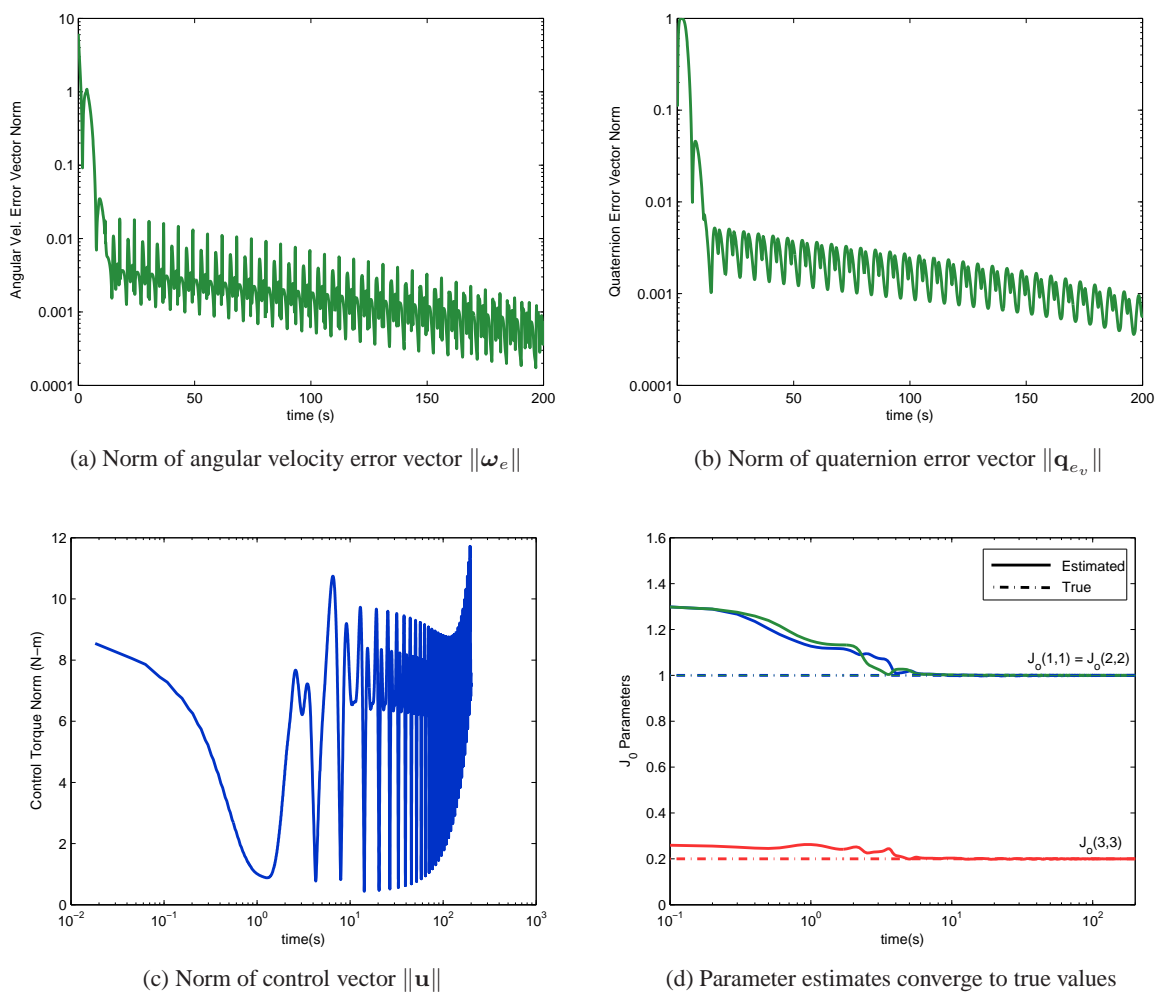 10
1
0.1
0.01
0.001
0.0001
Angular Vel. Error Vector Norm
0 50 100 150 200
time (s)
(a) Norm of angular velocity error vector ‖ω_e‖
1
0.1
0.01
0.001
0.0001
Quaternion Error Vector Norm
0 50 100 150 200
time (s)
(b) Norm of quaternion error vector ‖q_{e_v}‖
12
10
8
6
4
2
0
Control Torque Norm (N−m)
10^−2 10^−1 10^0 10^1 10^2 10^3
time(s)
(c) Norm of control vector ‖u‖
1.6
1.4
1.2
1
0.8
0.6
0.4
0.2
0
J_0 Parameters
Estimated
True
J_o(1,1) = J_o(2,2)
J_o(3,3)
10^−1 10^0 10^1 10^2
time(s)
(d) Parameter estimates converge to true values